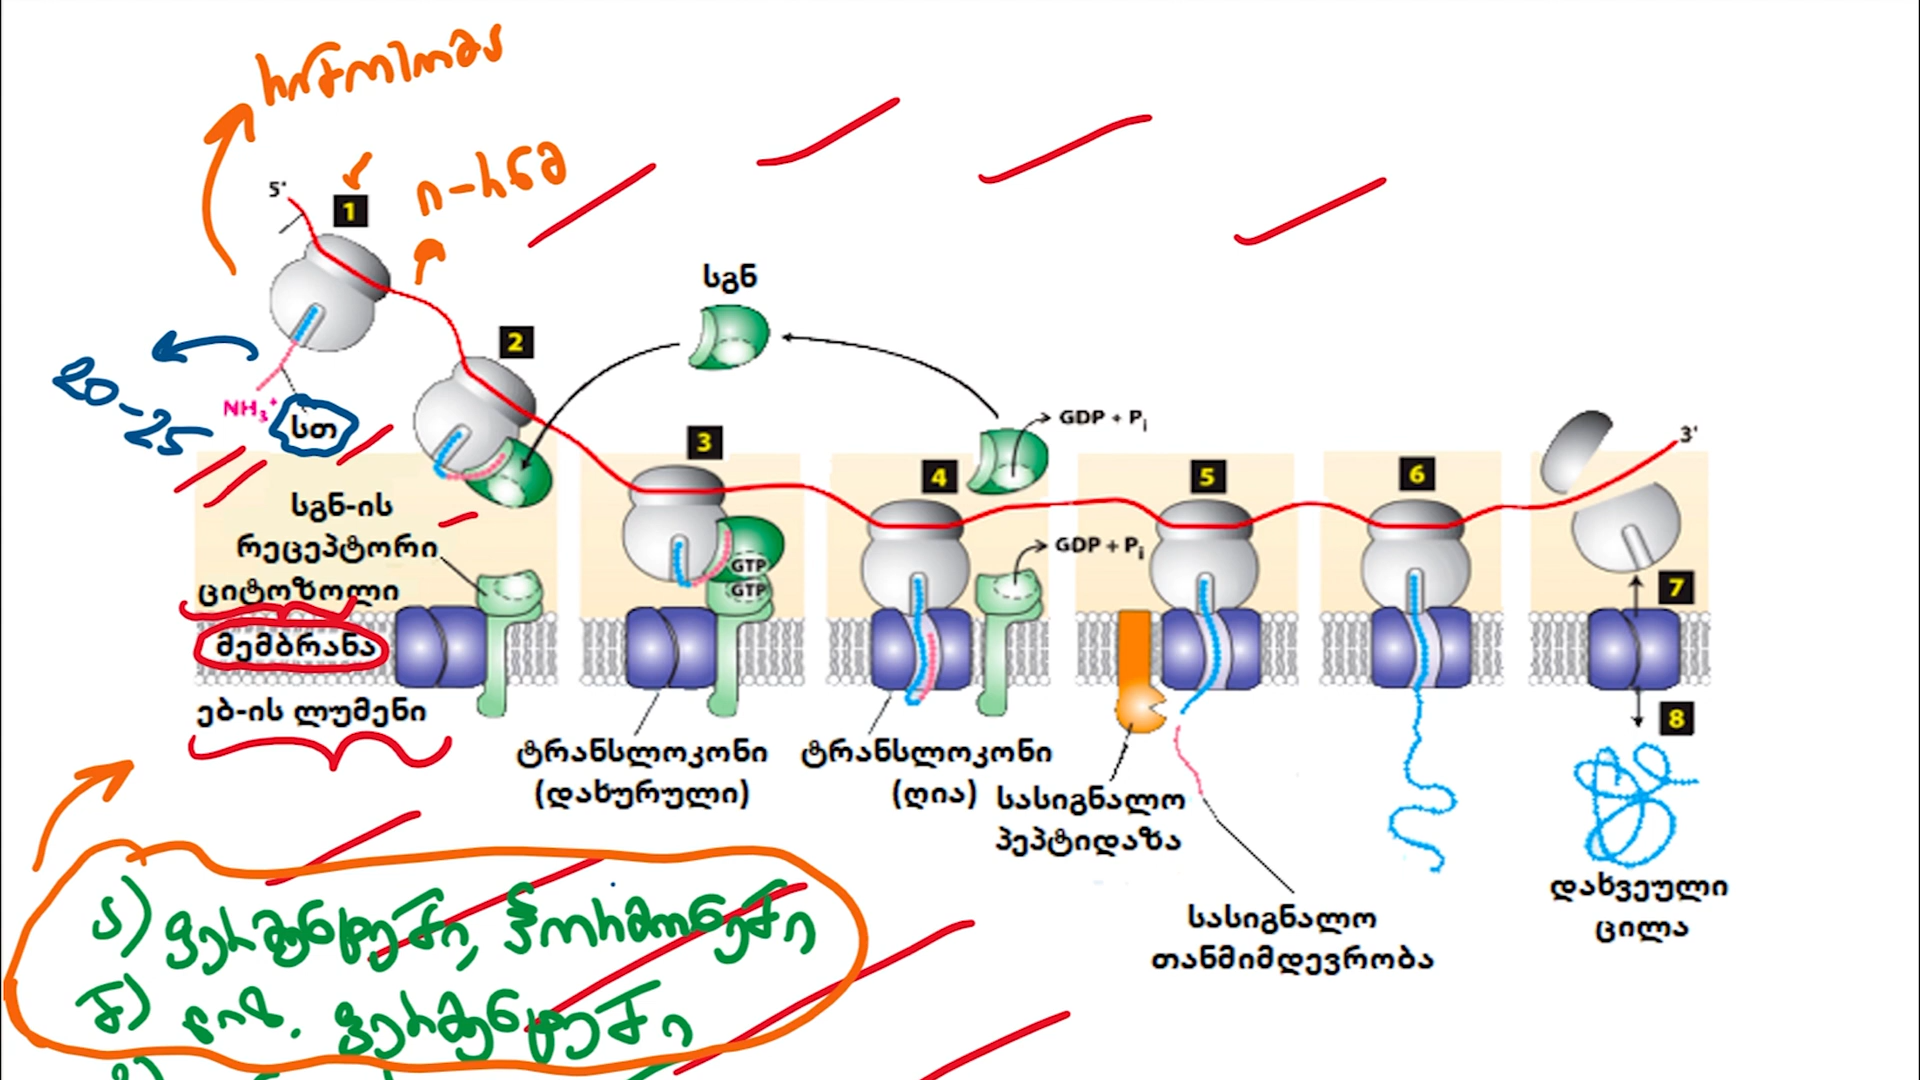 რიბოსომა
ი-რნმ
5'
1
2
სგნ
20-25
NH₃⁺
სთ
3
4
GDP + Pᵢ
5
6
3'
სგნ-ის
რეცეპტორი
ციტოზოლი
GTP
GTP
GDP + Pᵢ
7
მემბრანა
ებ-ის ლუმენი
8
ტრანსლოკონი
(დახურული)
ტრანსლოკონი
(ღია)
სასიგნალო
პეპტიდაზა
სასიგნალო
თანმიმდევრობა
დახვეული
ცილა
ა) ფერმენტები, ჰორმონები
ბ) ლიზ. ფერმენტები